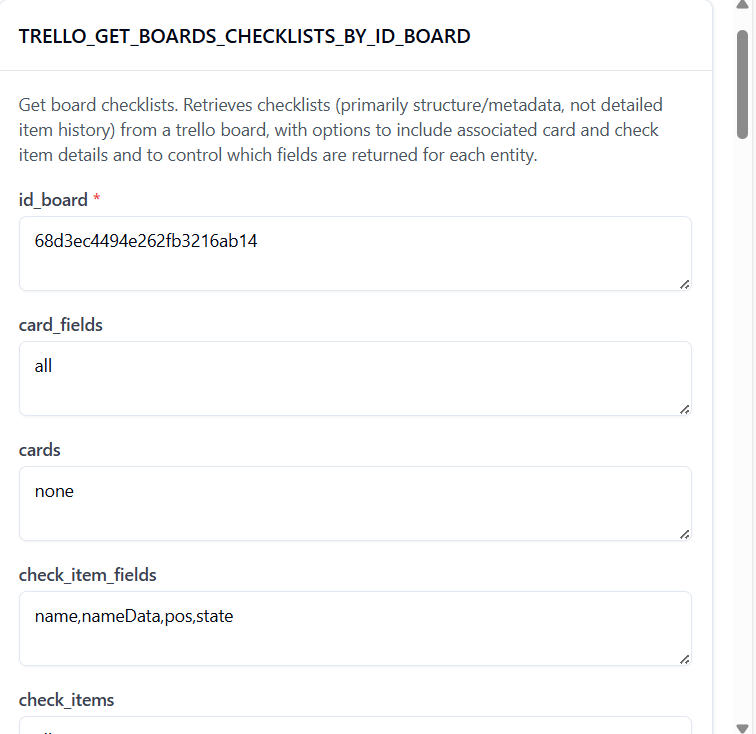 TRELLO_GET_BOARDS_CHECKLISTS_BY_ID_BOARD
Get board checklists. Retrieves checklists (primarily structure/metadata, not detailed
item history) from a trello board, with options to include associated card and check
item details and to control which fields are returned for each entity.
id_board *
68d3ec4494e262fb3216ab14
card_fields
all
cards
none
check_item_fields
name,nameData,pos,state
check_items